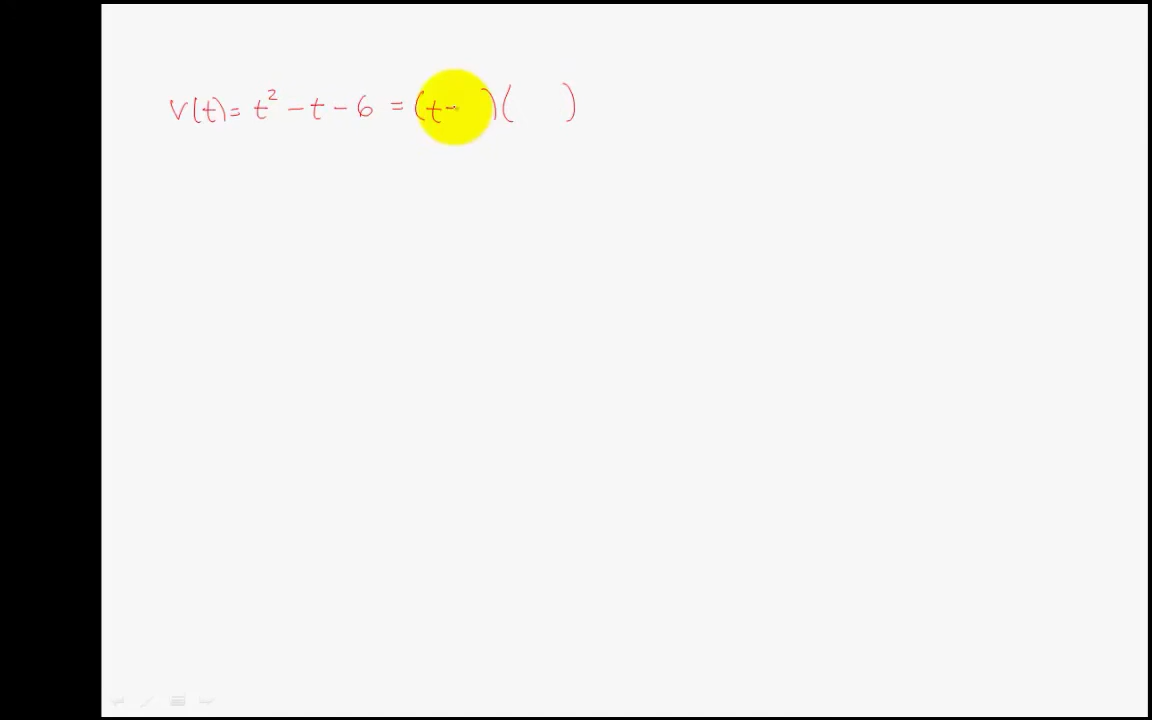 v(t) = t² - t - 6 = (t- )( )